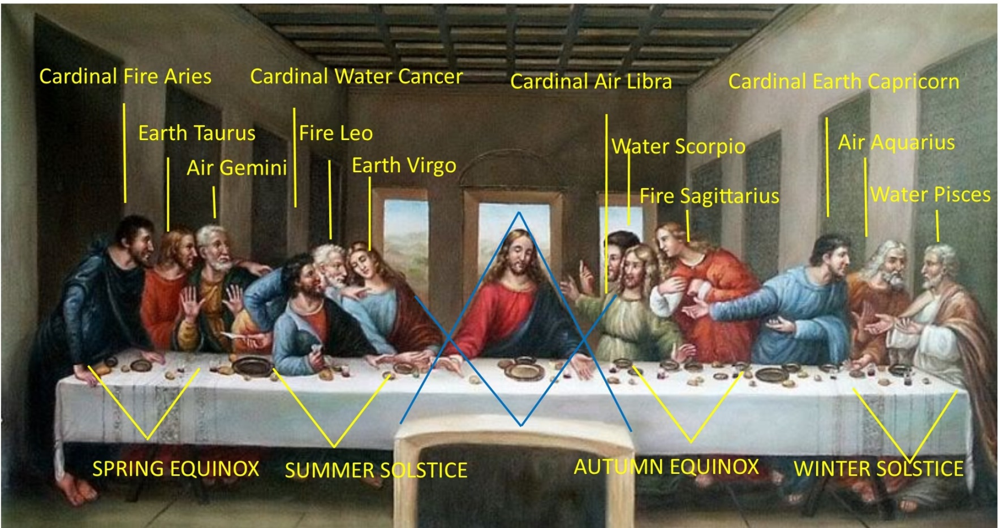 Cardinal Fire Aries
Cardinal Water Cancer
Cardinal Air Libra
Cardinal Earth Capricorn
Earth Taurus
Fire Leo
Water Scorpio
Air Aquarius
Air Gemini
Earth Virgo
Fire Sagittarius
Water Pisces
SPRING EQUINOX
SUMMER SOLSTICE
AUTUMN EQUINOX
WINTER SOLSTICE